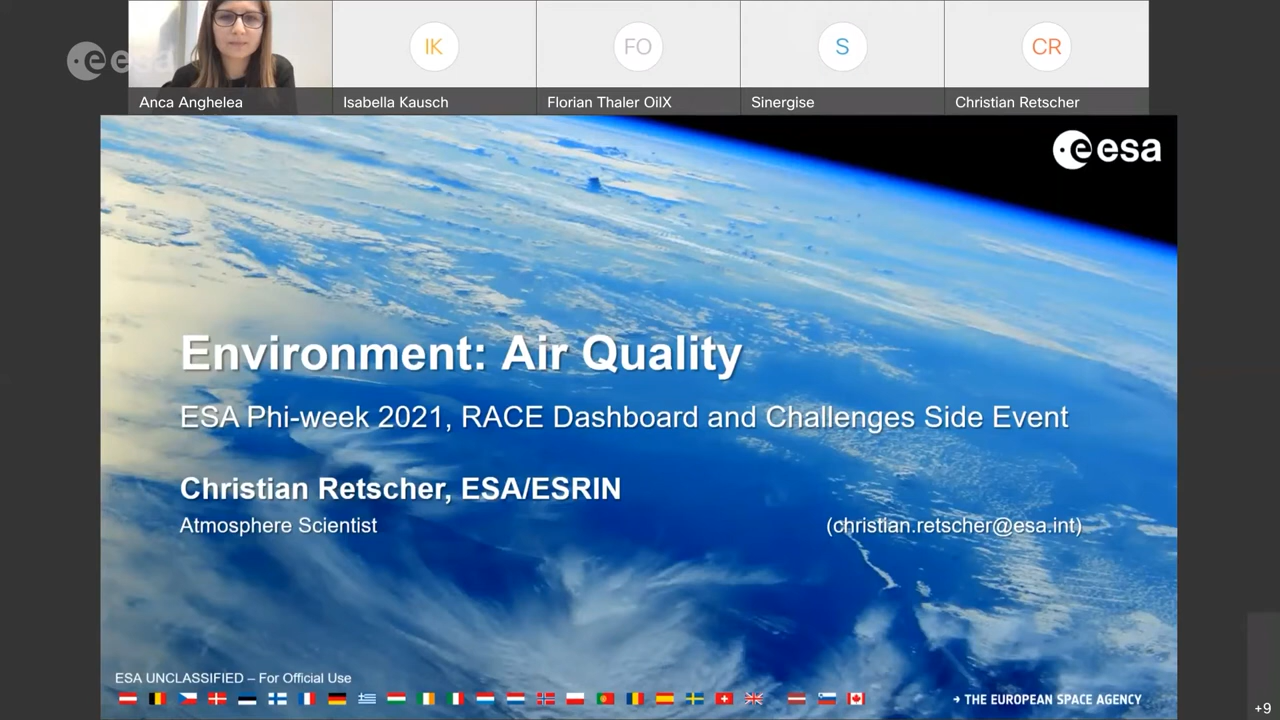 esa
IK
FO
S
CR
Anca Anghelea
Isabella Kausch
Florian Thaler OilX
Sinergise
Christian Retscher
esa
Environment: Air Quality
ESA Phi-week 2021, RACE Dashboard and Challenges Side Event
Christian Retscher, ESA/ESRIN
Atmosphere Scientist
(christian.retscher@esa.int)
ESA UNCLASSIFIED – For Official Use
→ THE EUROPEAN SPACE AGENCY
+9